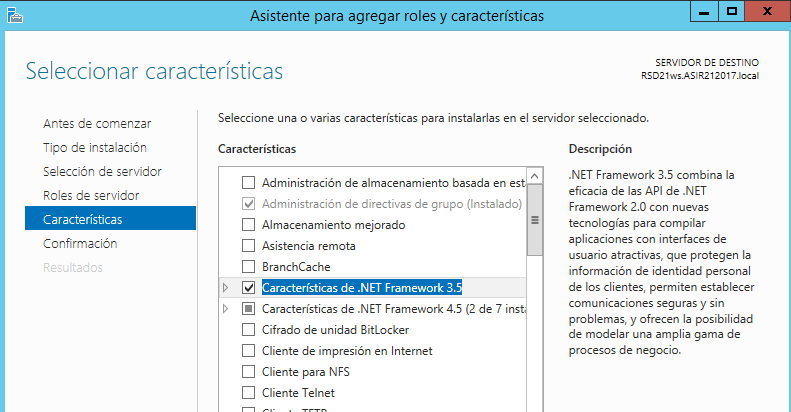 Asistente para agregar roles y características
Seleccionar características
SERVIDOR DE DESTINO
RSD21ws.ASIR212017.local
Antes de comenzar
Tipo de instalación
Selección de servidor
Roles de servidor
Características
Confirmación
Resultados
Seleccione una o varias características para instalarlas en el servidor seleccionado.
Características
Administración de almacenamiento basada en est
Administración de directivas de grupo (Instalado)
Almacenamiento mejorado
Asistencia remota
BranchCache
Características de .NET Framework 3.5
Características de .NET Framework 4.5 (2 de 7 inst
Cifrado de unidad BitLocker
Cliente de impresión en Internet
Cliente para NFS
Cliente Telnet
Cliente TFTP
Descripción
.NET Framework 3.5 combina la
eficacia de las API de .NET
Framework 2.0 con nuevas
tecnologías para compilar
aplicaciones con interfaces de
usuario atractivas, que protegen la
información de identidad personal
de los clientes, permiten establecer
comunicaciones seguras y sin
problemas, y ofrecen la posibilidad
de modelar una amplia gama de
procesos de negocio.